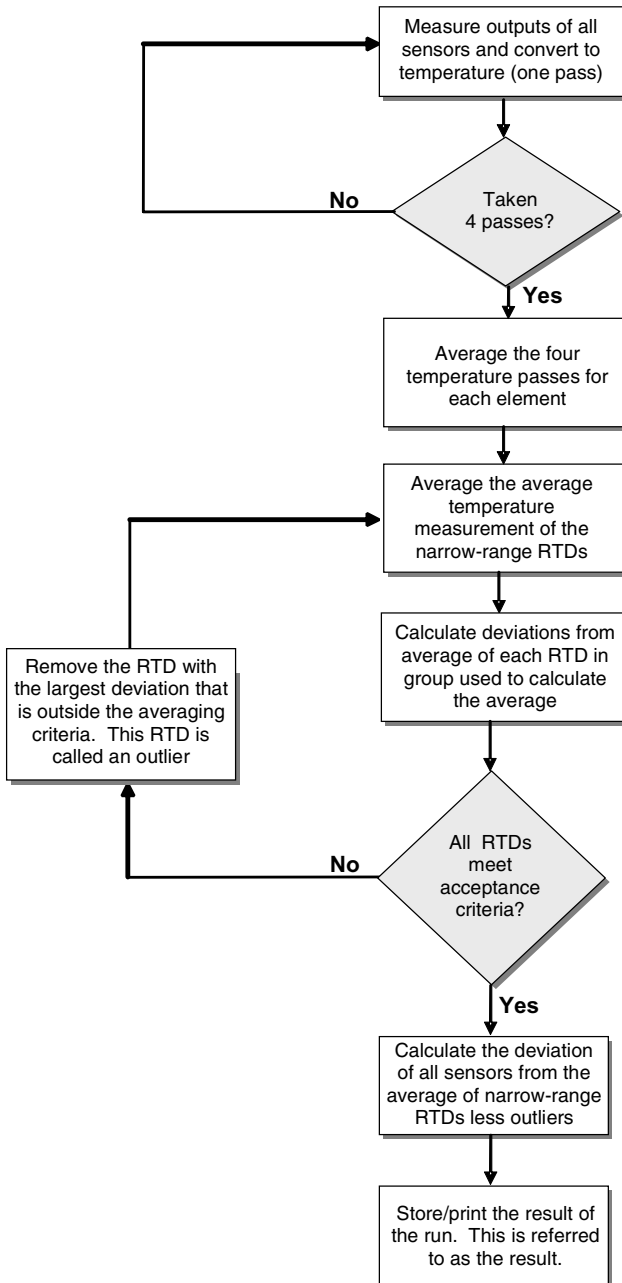 Measure outputs of all
sensors and convert to
temperature (one pass)
No
Taken
4 passes?
Yes
Average the four
temperature passes for
each element
Average the average
temperature
measurement of the
narrow-range RTDs
Calculate deviations from
average of each RTD in
group used to calculate
the average
Remove the RTD with
the largest deviation that
is outside the averaging
criteria. This RTD is
called an outlier
No
All RTDs
meet
acceptance
criteria?
Yes
Calculate the deviation
of all sensors from the
average of narrow-range
RTDs less outliers
Store/print the result of
the run. This is referred
to as the result.